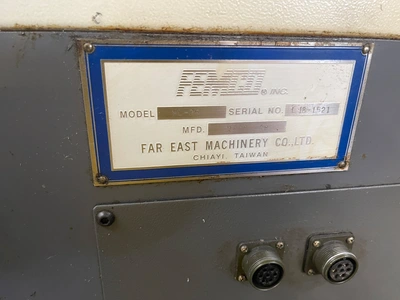 FEMCO ® INC.
MODEL SERIAL NO.
MFD.
FAR EAST MACHINERY CO.,LTD.
CHIAYI, TAIWAN